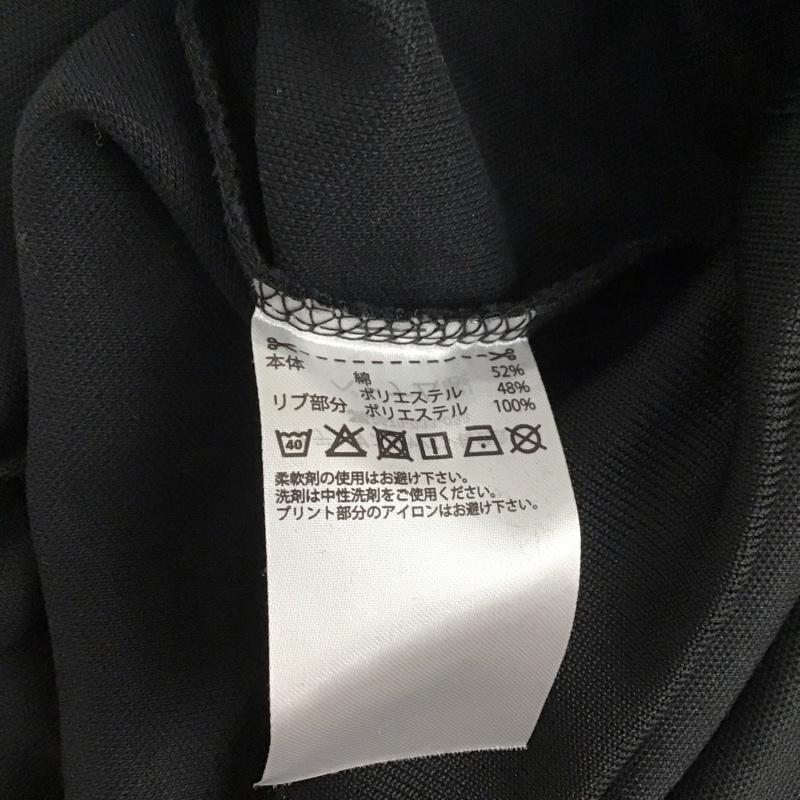 本体 綿 52%
ポリエステル 48%
リブ部分 ポリエステル 100%
40
柔軟剤の使用はお避け下さい。
洗剤は中性洗剤をご使用ください。
プリント部分のアイロンはお避け下さい。